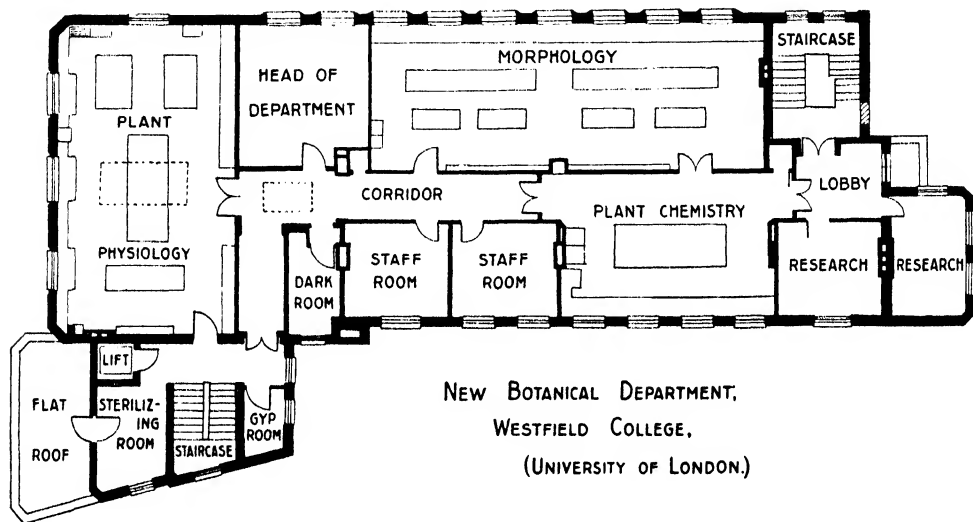 STAIRCASE
MORPHOLOGY
HEAD OF
DEPARTMENT
PLANT
PHYSIOLOGY
CORRIDOR
LOBBY
PLANT CHEMISTRY
DARK
ROOM
STAFF
ROOM
STAFF
ROOM
RESEARCH
RESEARCH
LIFT
FLAT
ROOF
STERILIZ-
ING
ROOM
STAIRCASE
GYP
ROOM
NEW BOTANICAL DEPARTMENT,
WESTFIELD COLLEGE,
(UNIVERSITY OF LONDON.)